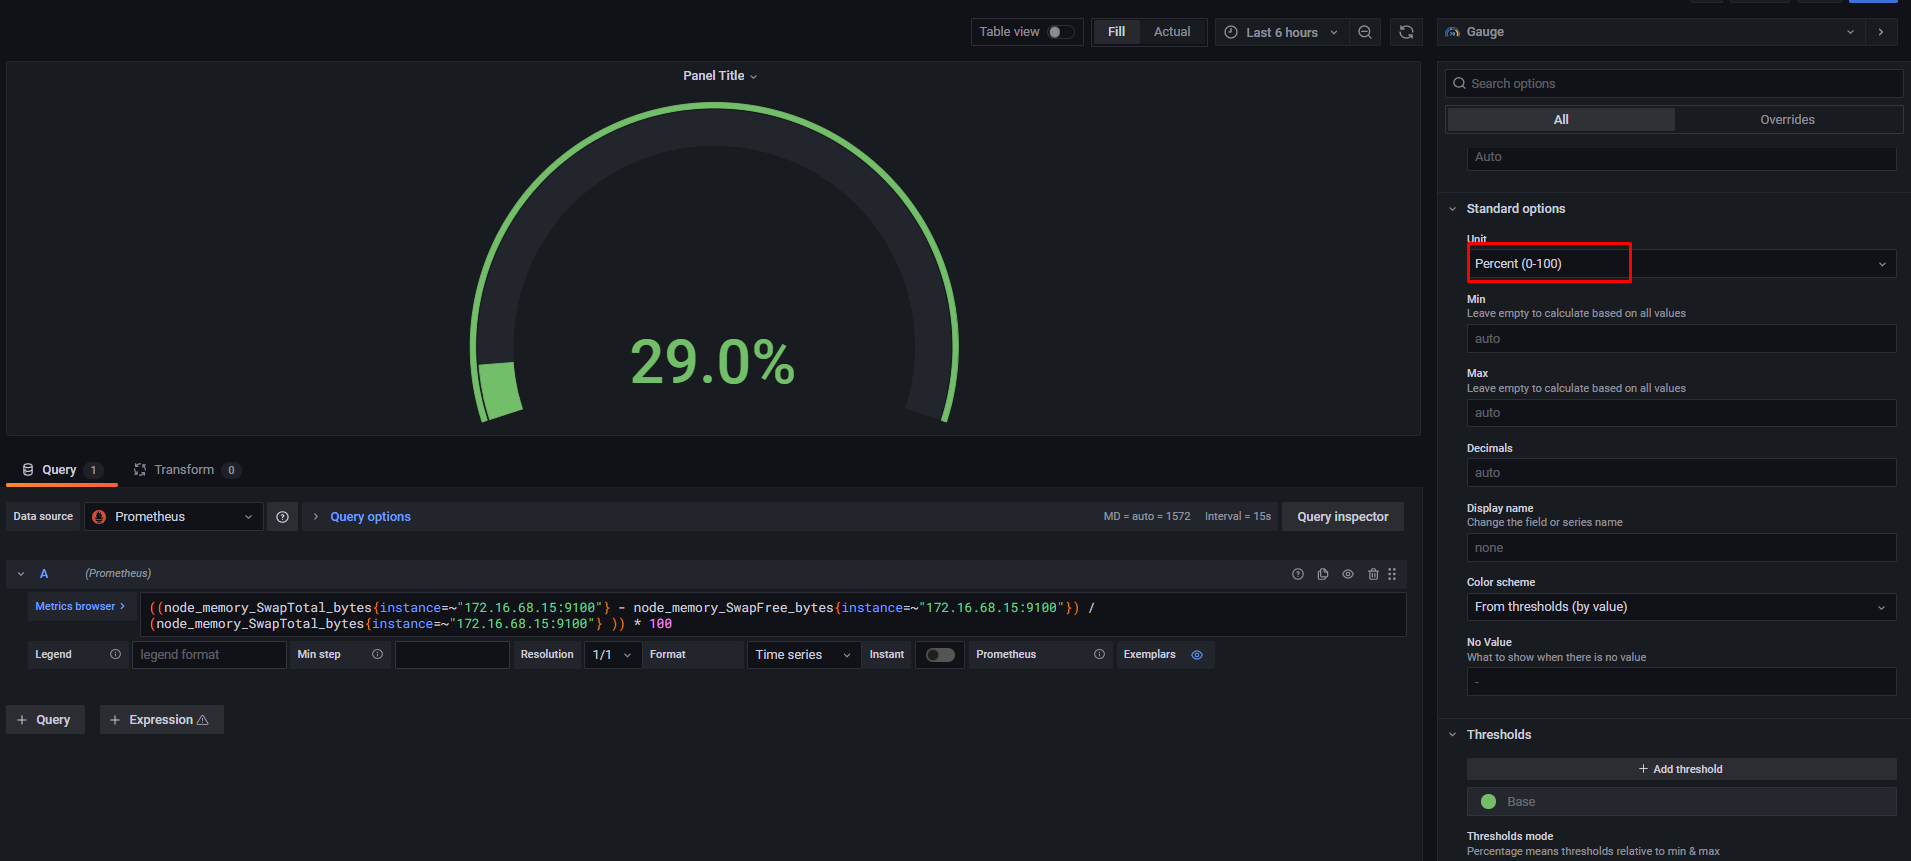 Table view
Fill
Actual
Last 6 hours
Gauge
Panel Title
Search options
All
Overrides
Auto
29.0%
Standard options
Unit
Percent (0-100)
Min
Leave empty to calculate based on all values
auto
Max
Leave empty to calculate based on all values
auto
Decimals
auto
Display name
Change the field or series name
none
Color scheme
From thresholds (by value)
No Value
What to show when there is no value
-
Thresholds
+ Add threshold
Base
Thresholds mode
Percentage means thresholds relative to min & max
Query 1
Transform 0
Data source
Prometheus
Query options
MD = auto = 1572
Interval = 15s
Query inspector
A
(Prometheus)
Metrics browser >
((node_memory_SwapTotal_bytes{instance=~"172.16.68.15:9100"} - node_memory_SwapFree_bytes{instance=~"172.16.68.15:9100"}) /
(node_memory_SwapTotal_bytes{instance=~"172.16.68.15:9100"} )) * 100
Legend
legend format
Min step
Resolution
1/1
Format
Time series
Instant
Prometheus
Exemplars
+ Query
+ Expression